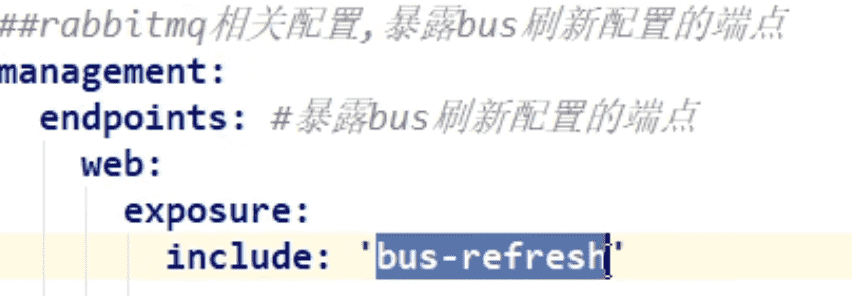 ##rabbitmq相关配置,暴露bus刷新配置的端点
management:
  endpoints: #暴露bus刷新配置的端点
    web:
      exposure:
        include: 'bus-refresh'